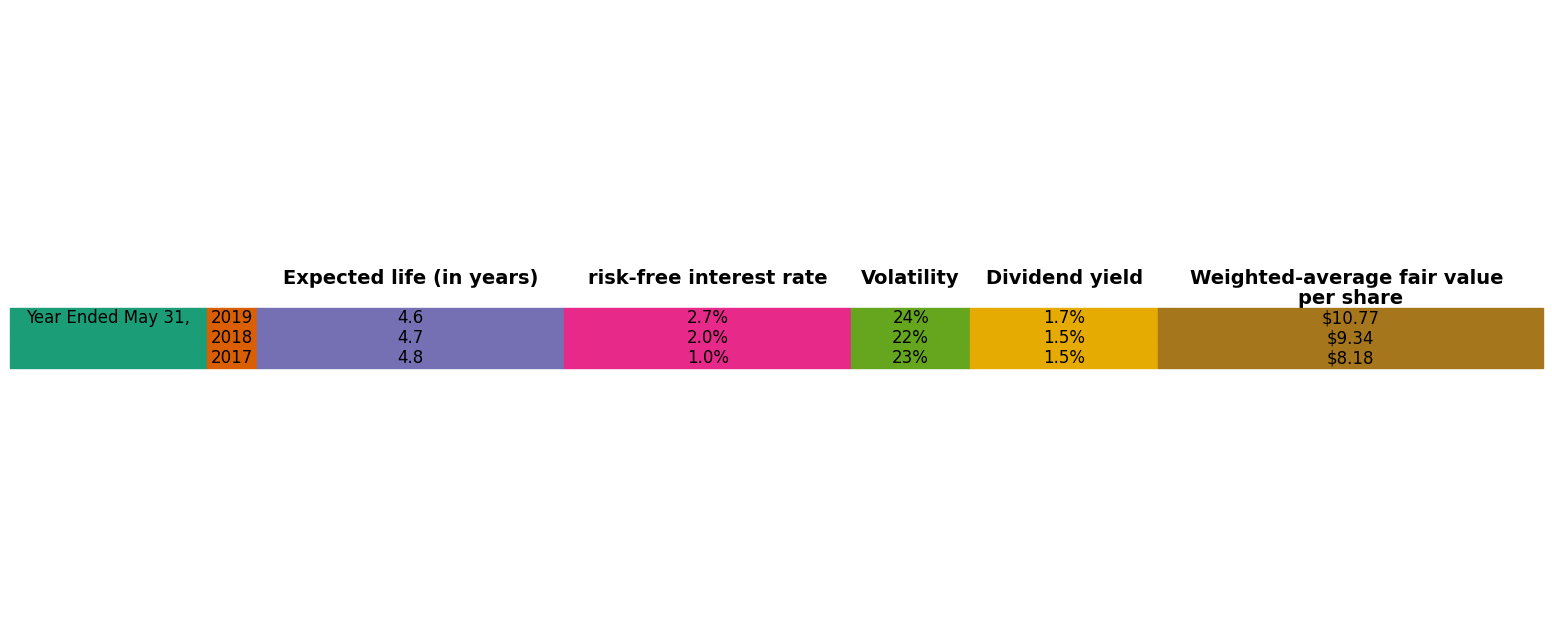 Expected life (in years) risk-free interest rate Volatility Dividend yield Weighted-average fair value
per share
Year Ended May 31, 2019 4.6 2.7% 24% 1.7% $10.77
2018 4.7 2.0% 22% 1.5% $9.34
2017 4.8 1.0% 23% 1.5% $8.18